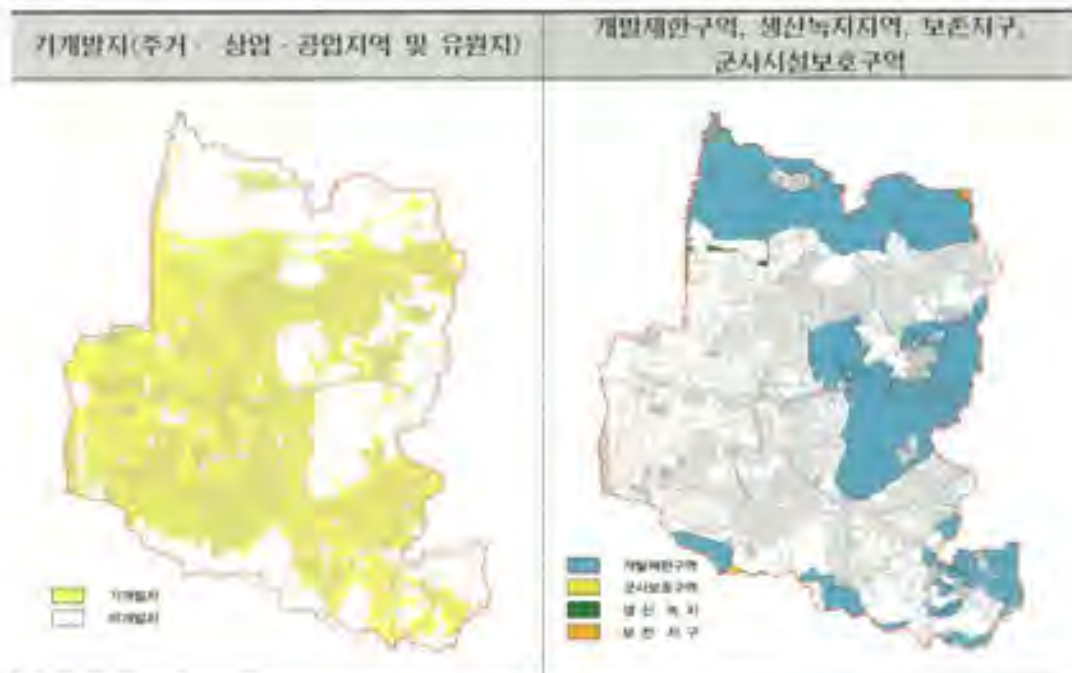 기개발지(주거 · 상업 · 공업지역 및 유원지)
개발제한구역, 생산녹지지역, 보존지구,
군사시설보호구역
기개발지
미개발지
개발제한구역
군사보호구역
생 산 녹 지
보 존 지 구